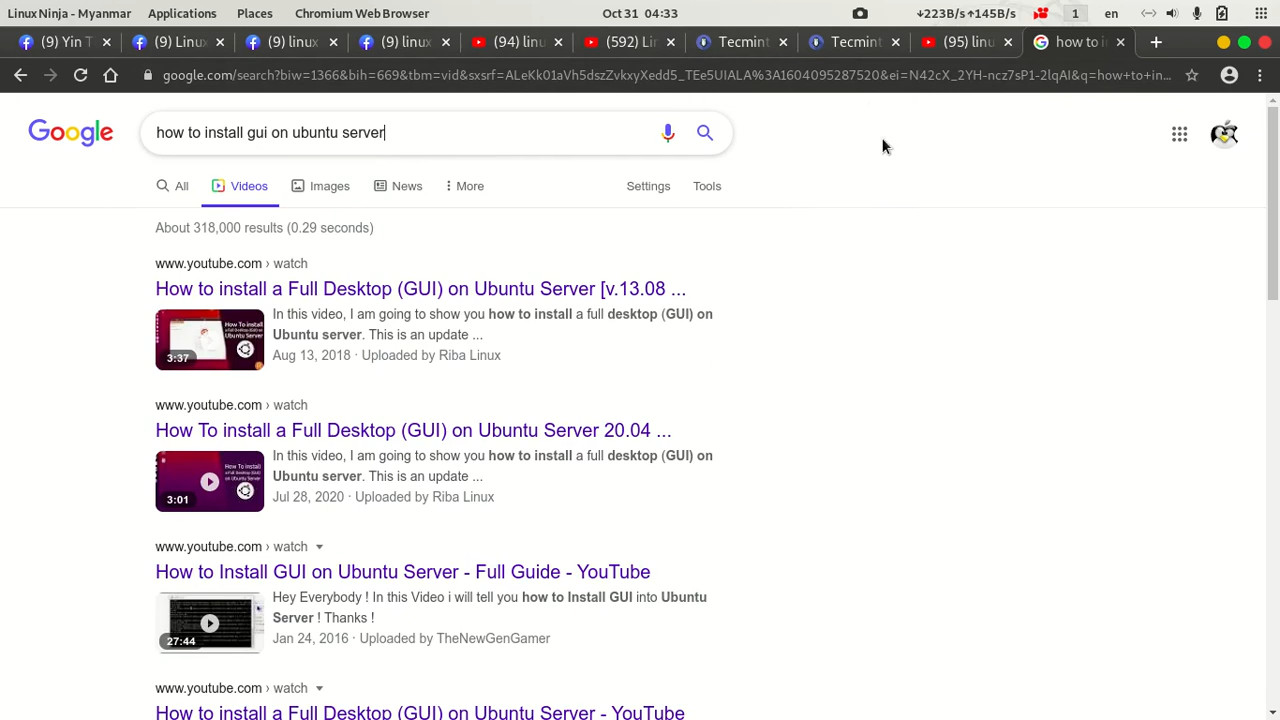 Linux Ninja - Myanmar Applications Places Chromium Web Browser Oct 31 04:33 ↓223B/s ↑145B/s 1 en
(9) Yin T (9) Linux (9) linux (9) linux (94) linu (592) Lin Tecmint Tecmint (95) linu how to i
google.com/search?biw=1366&bih=669&tbm=vid&sxsrf=ALeKk01aVh5dszZvkxyXedd5_TEe5UIALA%3A1604095287520&ei=N42cX_2YH-ncz7sP1-2lqAI&q=how+to+in...
Google how to install gui on ubuntu server
All Videos Images News More Settings Tools
About 318,000 results (0.29 seconds)
www.youtube.com › watch
How to install a Full Desktop (GUI) on Ubuntu Server [v.13.08 ...
In this video, I am going to show you how to install a full desktop (GUI) on
Ubuntu server. This is an update ...
3:37
Aug 13, 2018 · Uploaded by Riba Linux
www.youtube.com › watch
How To install a Full Desktop (GUI) on Ubuntu Server 20.04 ...
In this video, I am going to show you how to install a full desktop (GUI) on
Ubuntu server. This is an update ...
3:01
Jul 28, 2020 · Uploaded by Riba Linux
www.youtube.com › watch
How to Install GUI on Ubuntu Server - Full Guide - YouTube
Hey Everybody ! In this Video i will tell you how to Install GUI into Ubuntu
Server ! Thanks !
27:44
Jan 24, 2016 · Uploaded by TheNewGenGamer
www.youtube.com › watch
How to install a Full Desktop (GUI) on Ubuntu Server - YouTube